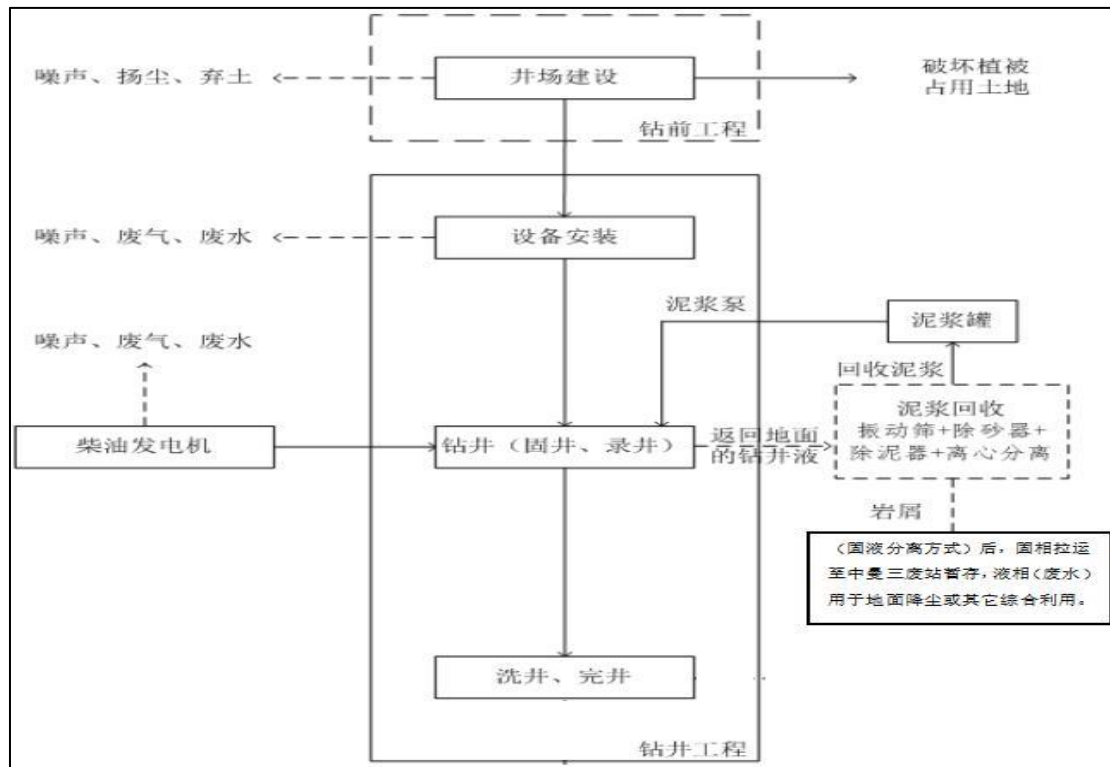 噪声、扬尘、弃土
井场建设
破坏植被
占用土地
钻前工程
噪声、废气、废水
设备安装
泥浆泵
泥浆罐
噪声、废气、废水
回收泥浆
泥浆回收
振动筛+除砂器+
除泥器+离心分离
柴油发电机
钻井（固井、录井）
返回地面
的钻井液
岩屑
（固液分离方式）后，固相拉运
至中曼三废站暂存，液相（废水）
用于地面降尘或其它综合利用。
洗井、完井
钻井工程